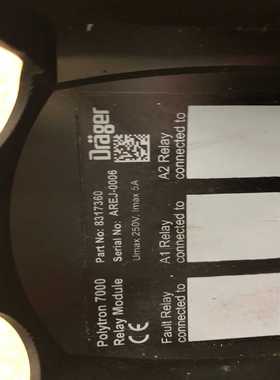 Dräger
Part No: 8317360
Serial No: AREJ-0006
Umax 250V, Imax 5A
Polytron 7000
Relay Module
CE
A2 Relay
connected to
A1 Relay
connected to
Fault Relay
connected to